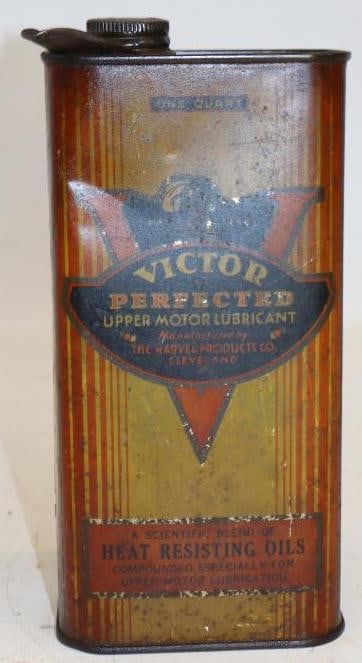 ONE QUART
VICTOR
PERFECTED
UPPER MOTOR LUBRICANT
Manufactured by
THE MARVEL PRODUCTS CO.
CLEVELAND
A SCIENTIFIC BLEND OF
HEAT RESISTING OILS
COMPOUNDED ESPECIALLY FOR
UPPER MOTOR LUBRICATION